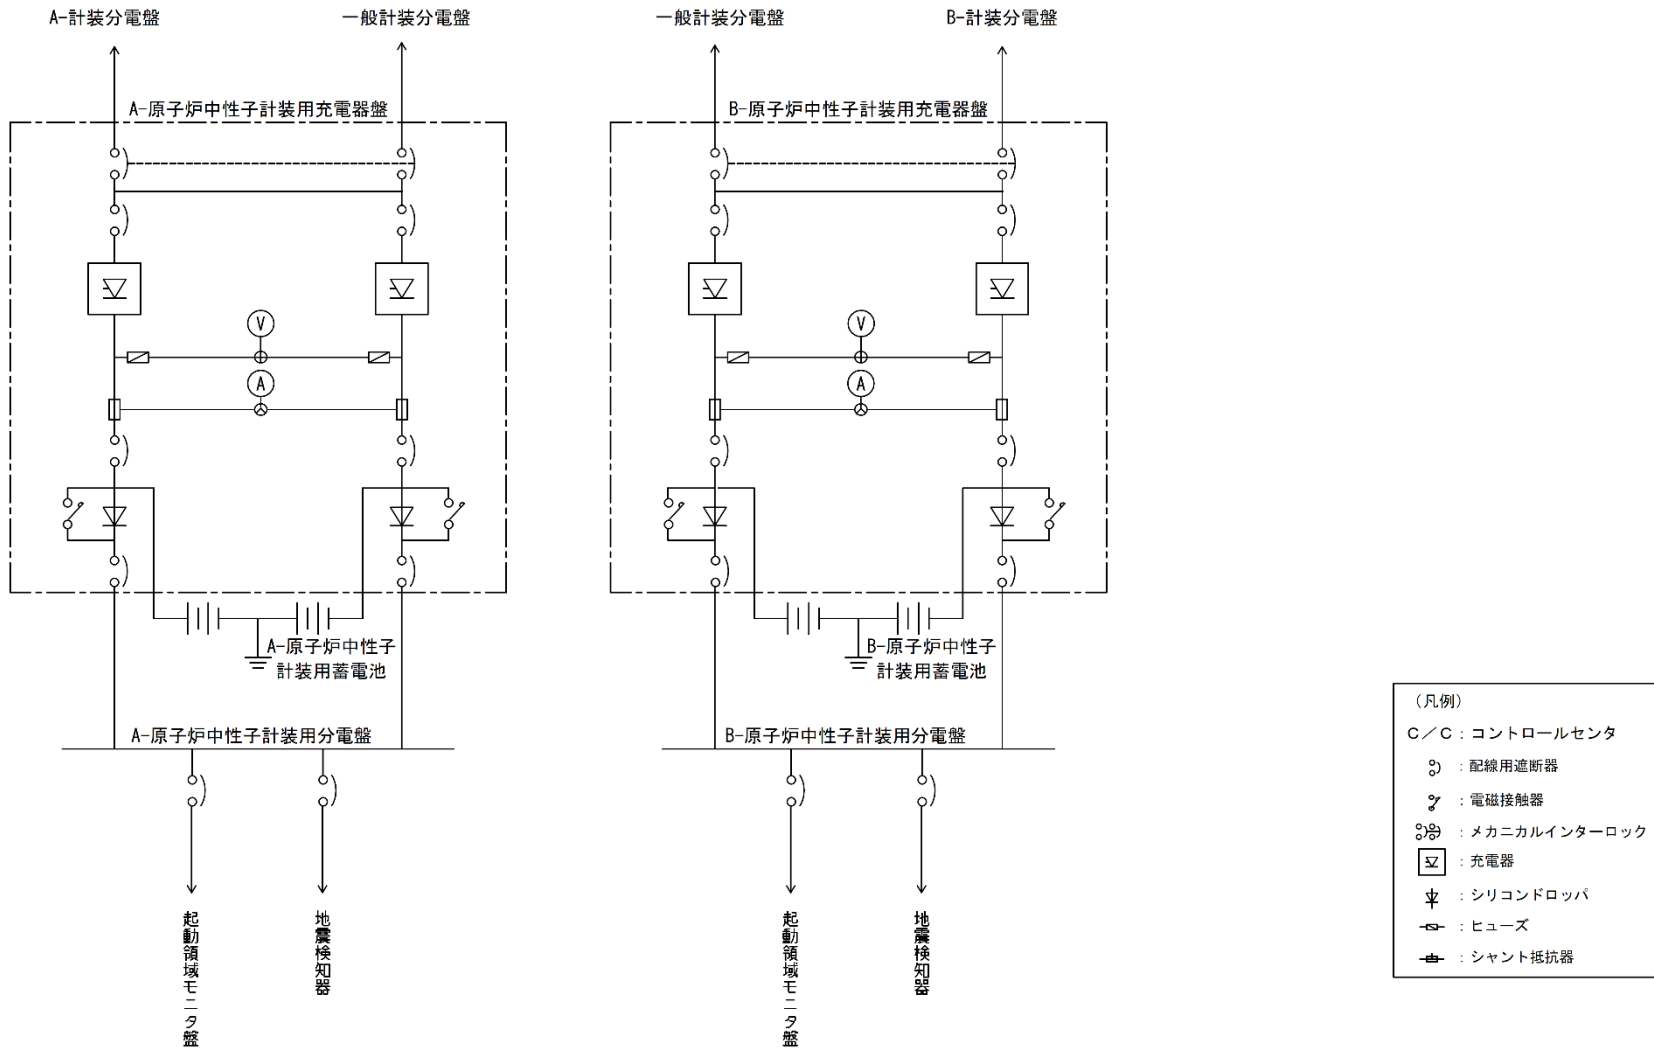 A-計装分電盤
一般計装分電盤
一般計装分電盤
B-計装分電盤
A-原子炉中性子計装用充電器盤
B-原子炉中性子計装用充電器盤
V
V
A
A
A-原子炉中性子
計装用蓄電池
B-原子炉中性子
計装用蓄電池
A-原子炉中性子計装用分電盤
B-原子炉中性子計装用分電盤
起動領域モニタ盤
地震検知器
起動領域モニタ盤
地震検知器
(凡例)
C/C:コントロールセンタ
:配線用遮断器
:電磁接触器
:メカニカルインターロック
:充電器
:シリコンドロッパ
:ヒューズ
:シャント抵抗器